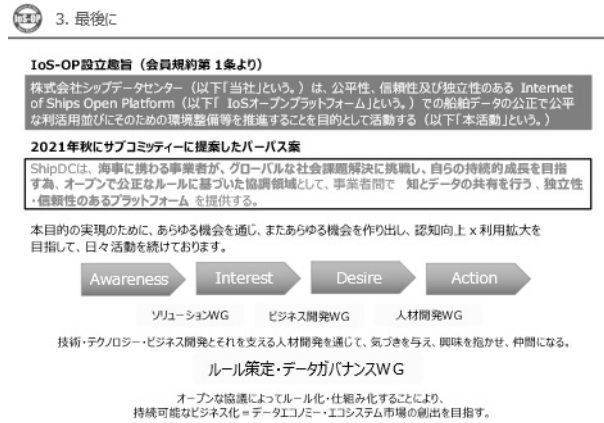 IoS-OP
3. 最後に
IoS-OP設立趣旨（会員規約第 1条より）
株式会社シップデータセンター（以下「当社」という。）は、公平性、信頼性及び独立性のある Internet
of Ships Open Platform（以下「 IoSオープンプラットフォーム」という。）での船舶データの公正で公平
な利活用並びにそのための環境整備等を推進することを目的として活動する（以下「本活動」という。）
2021年秋にサブコミッティーに提案したパーパス案
ShipDCは、海事に携わる事業者が、グローバルな社会課題解決に挑戦し、自らの持続的成長を目指
す為、オープンで公正なルールに基づいた協調領域として、事業者間で 知とデータの共有を行う 、独立性
・信頼性のあるプラットフォーム を提供する。
本目的の実現のために、あらゆる機会を通じ、またあらゆる機会を作り出し、認知向上 x 利用拡大を
目指して、日々活動を続けております。
Awareness Interest Desire Action
ソリューションWG ビジネス開発WG 人材開発WG
技術・テクノロジー・ビジネス開発とそれを支える人材開発を通じて、気づきを与え、興味を抱かせ、仲間になる。
ルール策定・データガバナンスＷＧ
オープンな協議によってルール化・仕組み化することにより、
持続可能なビジネス化＝データエコノミー・エコシステム市場の創出を目指す。